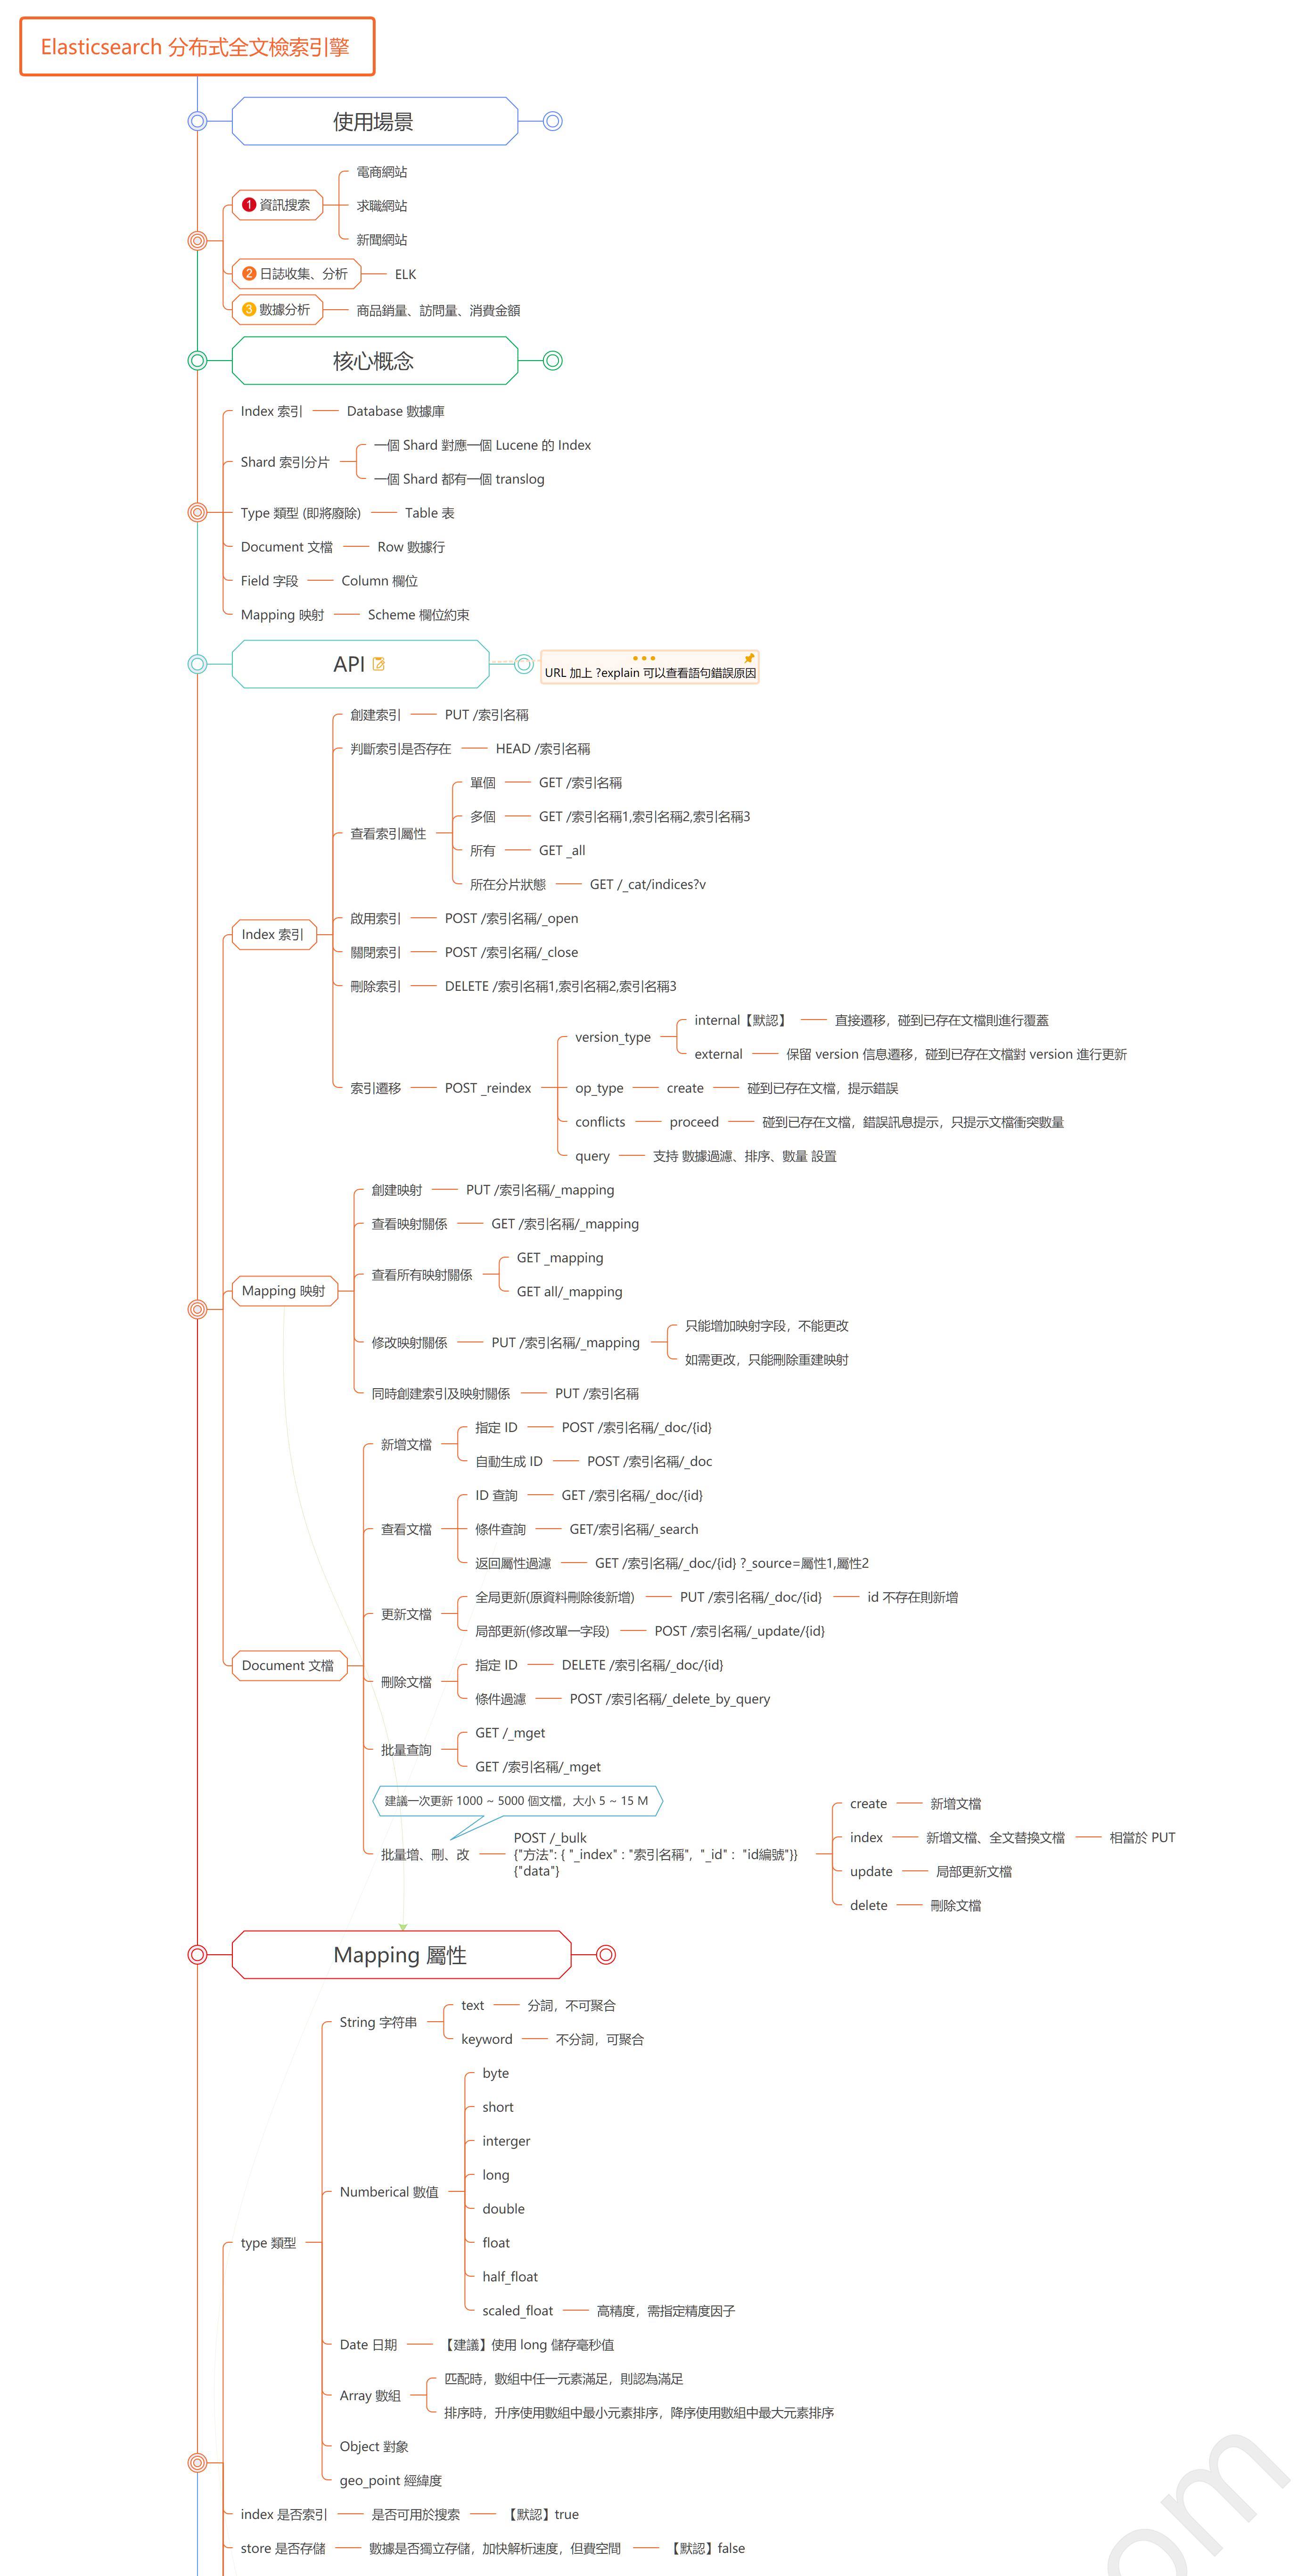 Elasticsearch 分布式全文檢索引擎
使用場景
1 資訊搜索
電商網站
求職網站
新聞網站
2 日誌收集、分析
ELK
3 數據分析
商品銷量、訪問量、消費金額
核心概念
Index 索引
Database 數據庫
Shard 索引分片
一個 Shard 對應一個 Lucene 的 Index
一個 Shard 都有一個 translog
Type 類型 (即將廢除)
Table 表
Document 文檔
Row 數據行
Field 字段
Column 欄位
Mapping 映射
Scheme 欄位約束
API
URL 加上 ?explain 可以查看語句錯誤原因
Index 索引
創建索引
PUT /索引名稱
判斷索引是否存在
HEAD /索引名稱
查看索引屬性
單個
GET /索引名稱
多個
GET /索引名稱1,索引名稱2,索引名稱3
所有
GET _all
所在分片狀態
GET /_cat/indices?v
啟用索引
POST /索引名稱/_open
關閉索引
POST /索引名稱/_close
刪除索引
DELETE /索引名稱1,索引名稱2,索引名稱3
索引遷移
POST _reindex
version_type
internal【默認】
直接遷移，碰到已存在文檔則進行覆蓋
external
保留 version 信息遷移，碰到已存在文檔對 version 進行更新
op_type
create
碰到已存在文檔，提示錯誤
conflicts
proceed
碰到已存在文檔，錯誤訊息提示，只提示文檔衝突數量
query
支持 數據過濾、排序、數量 設置
Mapping 映射
創建映射
PUT /索引名稱/_mapping
查看映射關係
GET /索引名稱/_mapping
查看所有映射關係
GET _mapping
GET all/_mapping
修改映射關係
PUT /索引名稱/_mapping
只能增加映射字段，不能更改
如需更改，只能刪除重建映射
同時創建索引及映射關係
PUT /索引名稱
Document 文檔
新增文檔
指定 ID
POST /索引名稱/_doc/{id}
自動生成 ID
POST /索引名稱/_doc
查看文檔
ID 查詢
GET /索引名稱/_doc/{id}
條件查詢
GET/索引名稱/_search
返回屬性過濾
GET /索引名稱/_doc/{id} ?_source=屬性1,屬性2
更新文檔
全局更新(原資料刪除後新增)
PUT /索引名稱/_doc/{id}
id 不存在則新增
局部更新(修改單一字段)
POST /索引名稱/_update/{id}
刪除文檔
指定 ID
DELETE /索引名稱/_doc/{id}
條件過濾
POST /索引名稱/_delete_by_query
批量查詢
GET /_mget
GET /索引名稱/_mget
建議一次更新 1000 ~ 5000 個文檔，大小 5 ~ 15 M
批量增、刪、改
POST /_bulk
{"方法": { "_index" : "索引名稱", "_id" : "id編號"}}
{"data"}
create
新增文檔
index
新增文檔、全文替換文檔
相當於 PUT
update
局部更新文檔
delete
刪除文檔
Mapping 屬性
type 類型
String 字符串
text
分詞，不可聚合
keyword
不分詞，可聚合
Numberical 數值
byte
short
interger
long
double
float
half_float
scaled_float
高精度，需指定精度因子
Date 日期
【建議】使用 long 儲存毫秒值
Array 數組
匹配時，數組中任一元素滿足，則認為滿足
排序時，升序使用數組中最小元素排序，降序使用數組中最大元素排序
Object 對象
geo_point 經緯度
index 是否索引
是否可用於搜索
【默認】true
store 是否存儲
數據是否獨立存儲，加快解析速度，但費空間
【默認】false
om